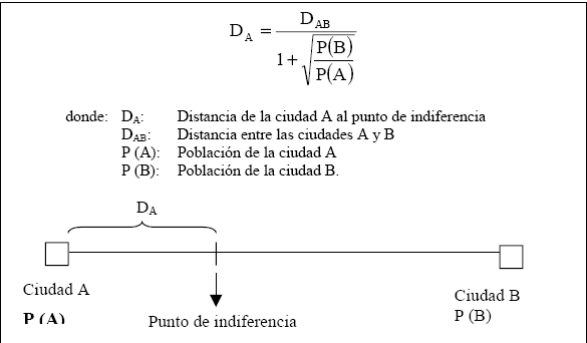 D_A = D_AB / (1 + √(P(B)/P(A)))
donde: D_A: Distancia de la ciudad A al punto de indiferencia
D_AB: Distancia entre las ciudades A y B
P (A): Población de la ciudad A
P (B): Población de la ciudad B.
D_A
Ciudad A
P (A)
Ciudad B
P (B)
Punto de indiferencia